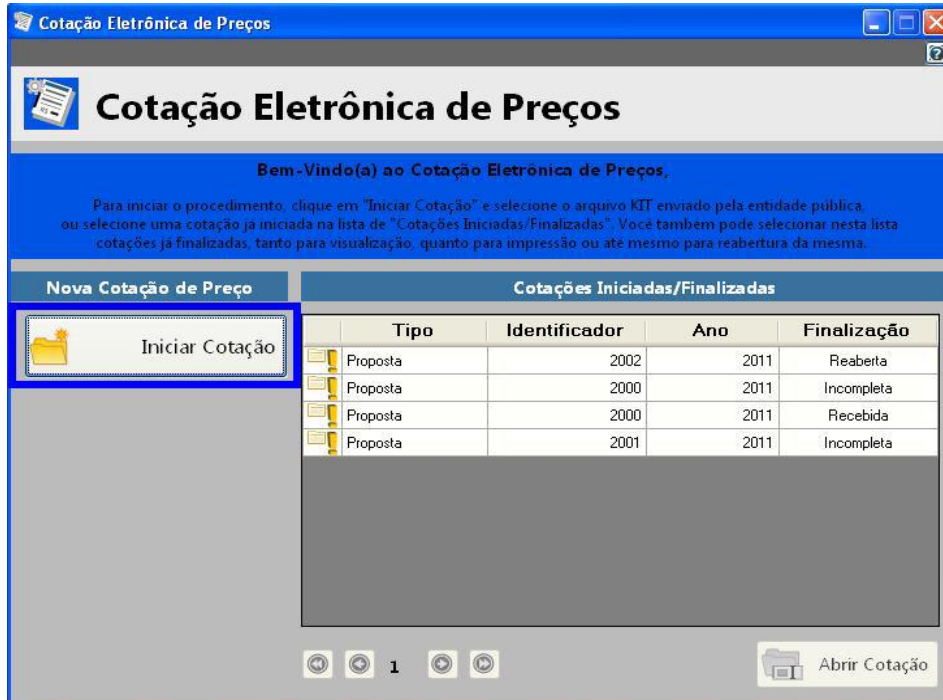 Cotação Eletrônica de Preços
Cotação Eletrônica de Preços
Bem-Vindo(a) ao Cotação Eletrônica de Preços,
Para iniciar o procedimento, clique em "Iniciar Cotação" e selecione o arquivo KIT enviado pela entidade pública,
ou selecione uma cotação já iniciada na lista de "Cotações Iniciadas/Finalizadas". Você também pode selecionar nesta lista
cotações já finalizadas, tanto para visualização, quanto para impressão ou até mesmo para reabertura da mesma.
Nova Cotação de Preço
Cotações Iniciadas/Finalizadas
Iniciar Cotação
Tipo Identificador Ano Finalização
Proposta 2002 2011 Reaberta
Proposta 2000 2011 Incompleta
Proposta 2000 2011 Recebida
Proposta 2001 2011 Incompleta
1
Abrir Cotação